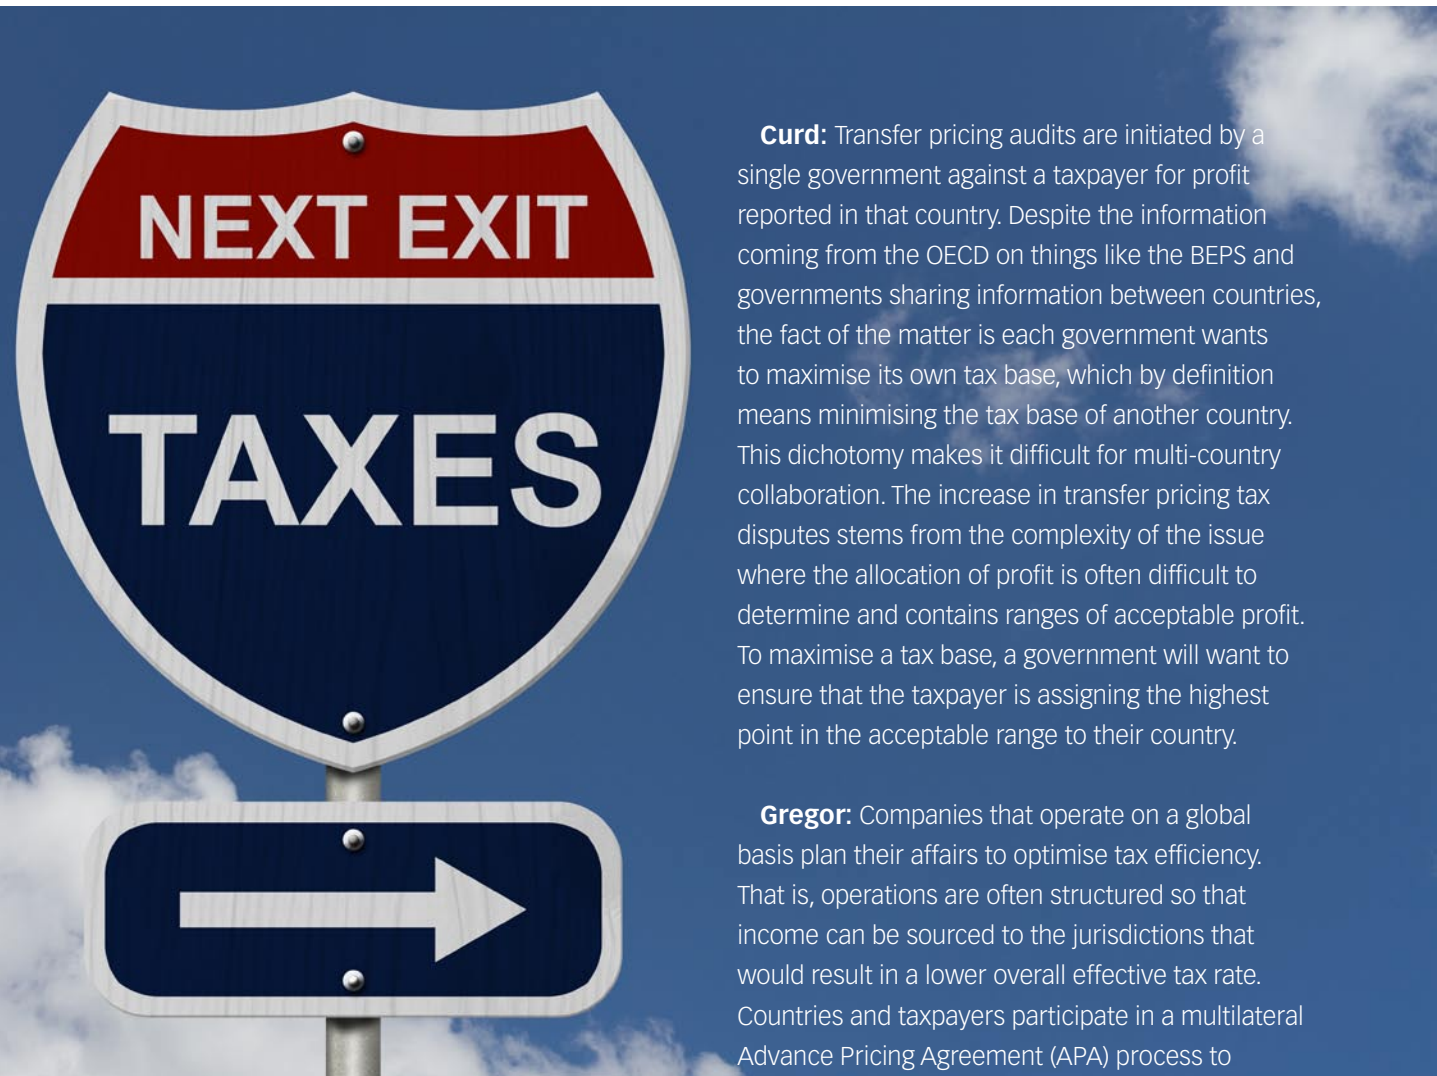 NEXT EXIT
TAXES
Curd: Transfer pricing audits are initiated by a
single government against a taxpayer for profit
reported in that country. Despite the information
coming from the OECD on things like the BEPS and
governments sharing information between countries,
the fact of the matter is each government wants
to maximise its own tax base, which by definition
means minimising the tax base of another country.
This dichotomy makes it difficult for multi-country
collaboration. The increase in transfer pricing tax
disputes stems from the complexity of the issue
where the allocation of profit is often difficult to
determine and contains ranges of acceptable profit.
To maximise a tax base, a government will want to
ensure that the taxpayer is assigning the highest
point in the acceptable range to their country.
Gregor: Companies that operate on a global
basis plan their affairs to optimise tax efficiency.
That is, operations are often structured so that
income can be sourced to the jurisdictions that
would result in a lower overall effective tax rate.
Countries and taxpayers participate in a multilateral
Advance Pricing Agreement (APA) process to